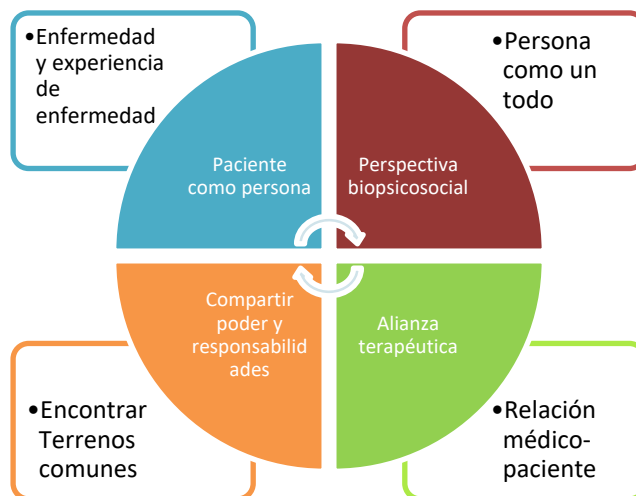 •Enfermedad
y experiencia
de
enfermedad
•Persona
como un
todo
Paciente
como persona
Perspectiva
biopsicosocial
Compartir
poder y
responsabilid
ades
Alianza
terapéutica
•Encontrar
Terrenos
comunes
•Relación
médico-
paciente